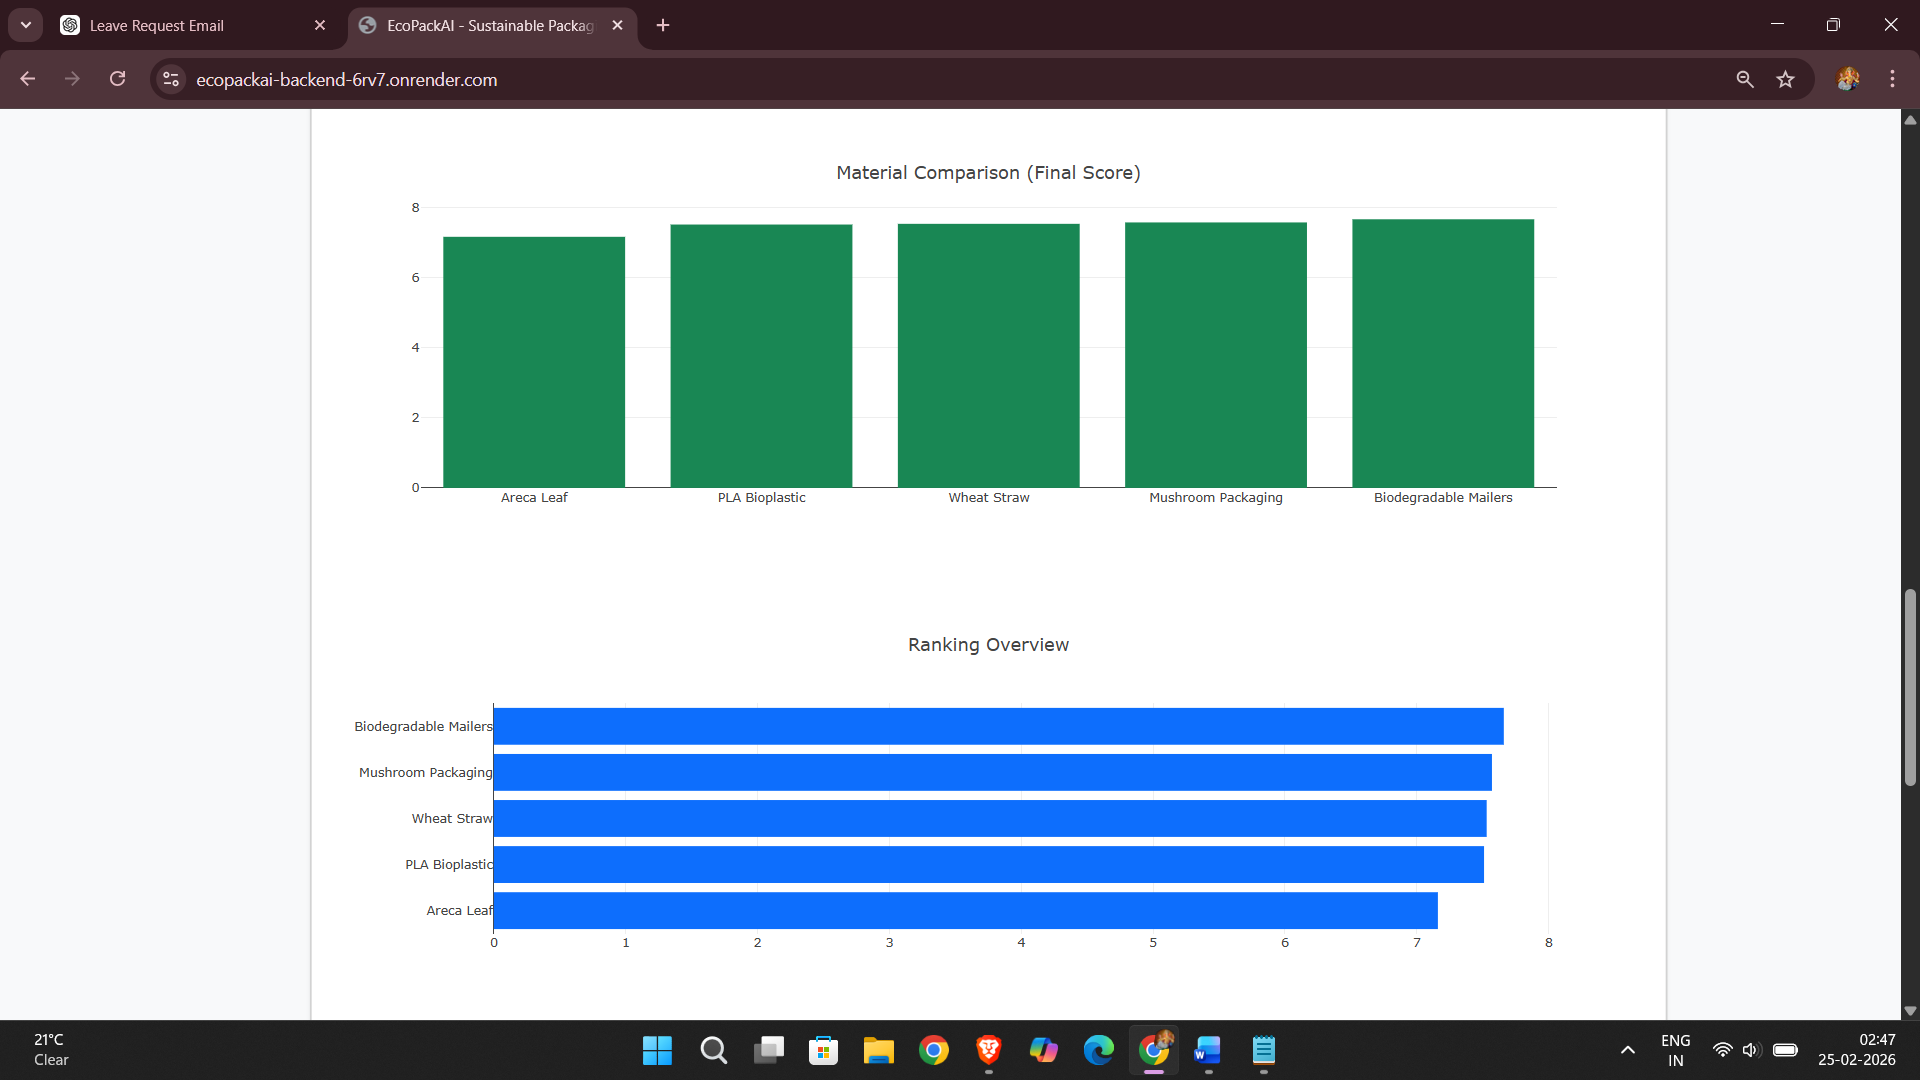 Leave Request Email
EcoPackAI - Sustainable Packag
ecopackai-backend-6rv7.onrender.com
Material Comparison (Final Score)
8
6
4
2
0
Areca Leaf PLA Bioplastic Wheat Straw Mushroom Packaging Biodegradable Mailers
Ranking Overview
Biodegradable Mailers
Mushroom Packaging
Wheat Straw
PLA Bioplastic
Areca Leaf
0 1 2 3 4 5 6 7 8
21°C
Clear
W
ENG
IN
02:47
25-02-2026